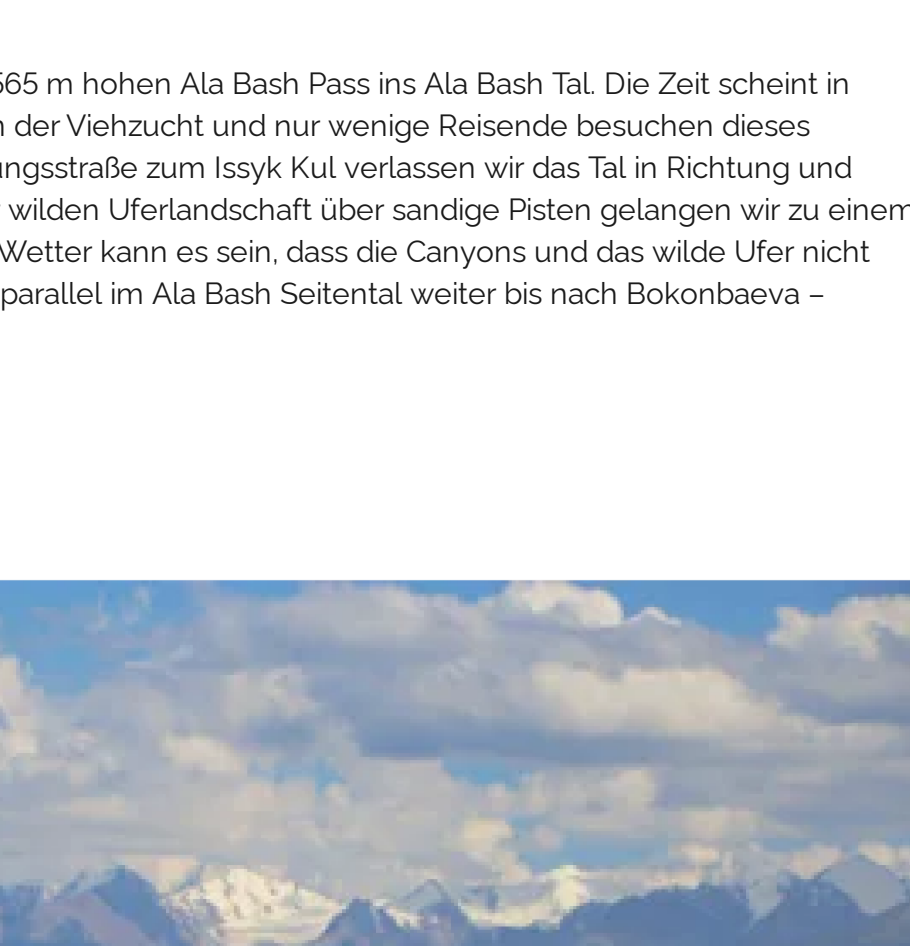 565 m hohen Ala Bash Pass ins Ala Bash Tal. Die Zeit scheint in
der Viehzucht und nur wenige Reisende besuchen dieses
ungsstraße zum Issyk Kul verlassen wir das Tal in Richtung und
wilden Uferlandschaft über sandige Pisten gelangen wir zu einem
Wetter kann es sein, dass die Canyons und das wilde Ufer nicht
parallel im Ala Bash Seitental weiter bis nach Bokonbaeva –